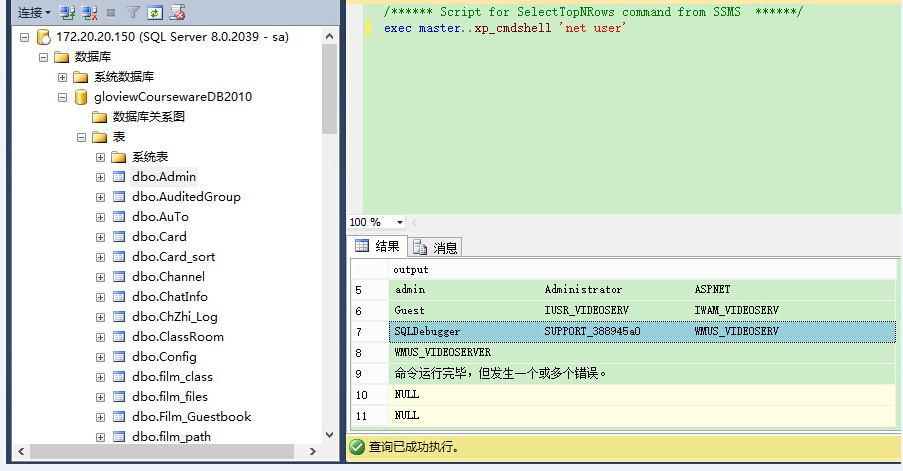 连接
172.20.20.150 (SQL Server 8.0.2039 - sa)
数据库
系统数据库
gloviewCoursewareDB2010
数据库关系图
表
系统表
dbo.Admin
dbo.AuditedGroup
dbo.AuTo
dbo.Card
dbo.Card_sort
dbo.Channel
dbo.ChatInfo
dbo.ChZhi_Log
dbo.ClassRoom
dbo.Config
dbo.film_class
dbo.film_files
dbo.Film_Guestbook
dbo.film_path
/****** Script for SelectTopNRows command from SSMS ******/
exec master..xp_cmdshell 'net user'
100 %
结果 消息
output
5 admin Administrator ASPNET
6 Guest IUSR_VIDEOSERV IWAM_VIDEOSERV
7 SQLDebugger SUPPORT_388945a0 WMUS_VIDEOSERV
8 WMUS_VIDEOSERVER
9 命令运行完毕，但发生一个或多个错误。
10 NULL
11 NULL
查询已成功执行。